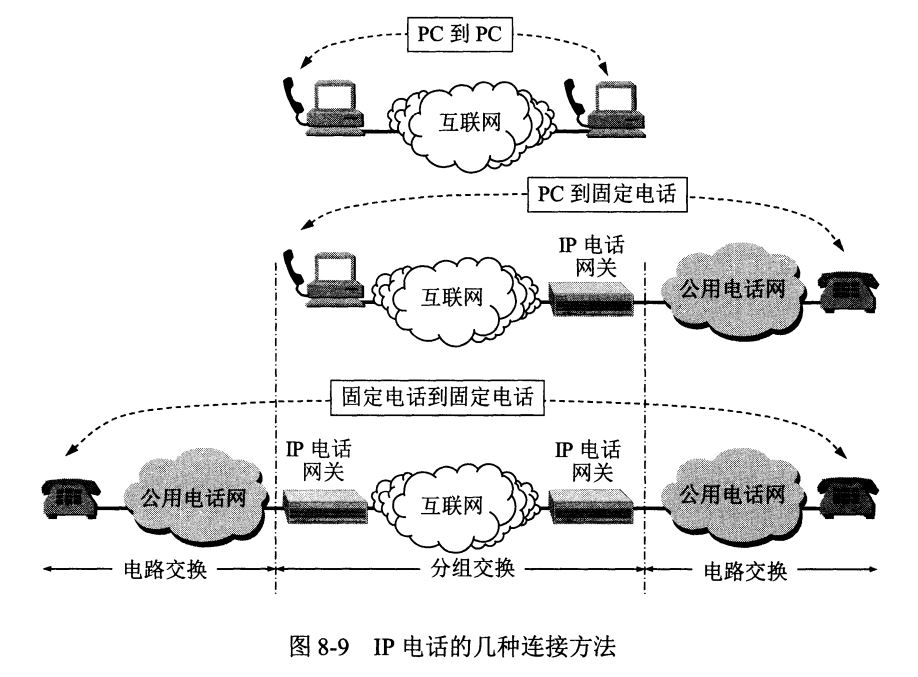 PC 到 PC
互联网
PC 到固定电话
IP 电话
网关
互联网
公用电话网
固定电话到固定电话
IP 电话
网关
IP 电话
网关
公用电话网
互联网
公用电话网
电路交换
分组交换
电路交换
图 8-9 IP 电话的几种连接方法